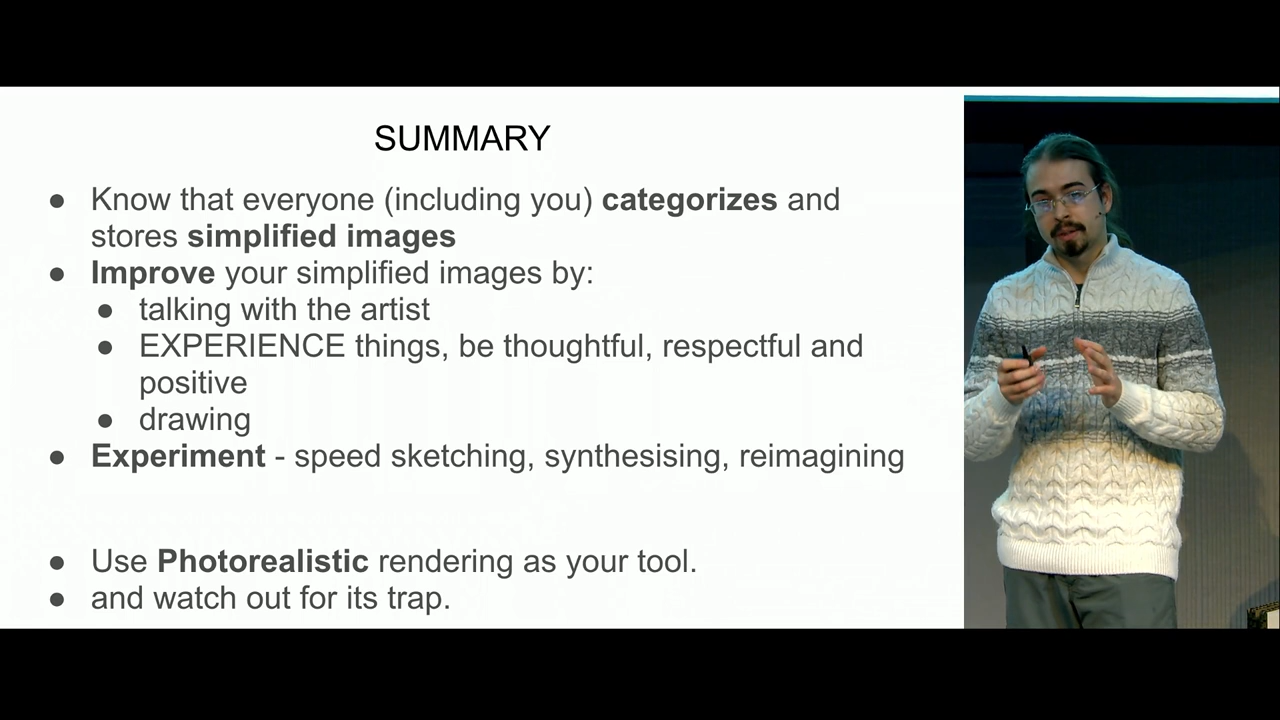 SUMMARY
● Know that everyone (including you) categorizes and
stores simplified images
● Improve your simplified images by:
● talking with the artist
● EXPERIENCE things, be thoughtful, respectful and
positive
● drawing
● Experiment - speed sketching, synthesising, reimagining
● Use Photorealistic rendering as your tool.
● and watch out for its trap.